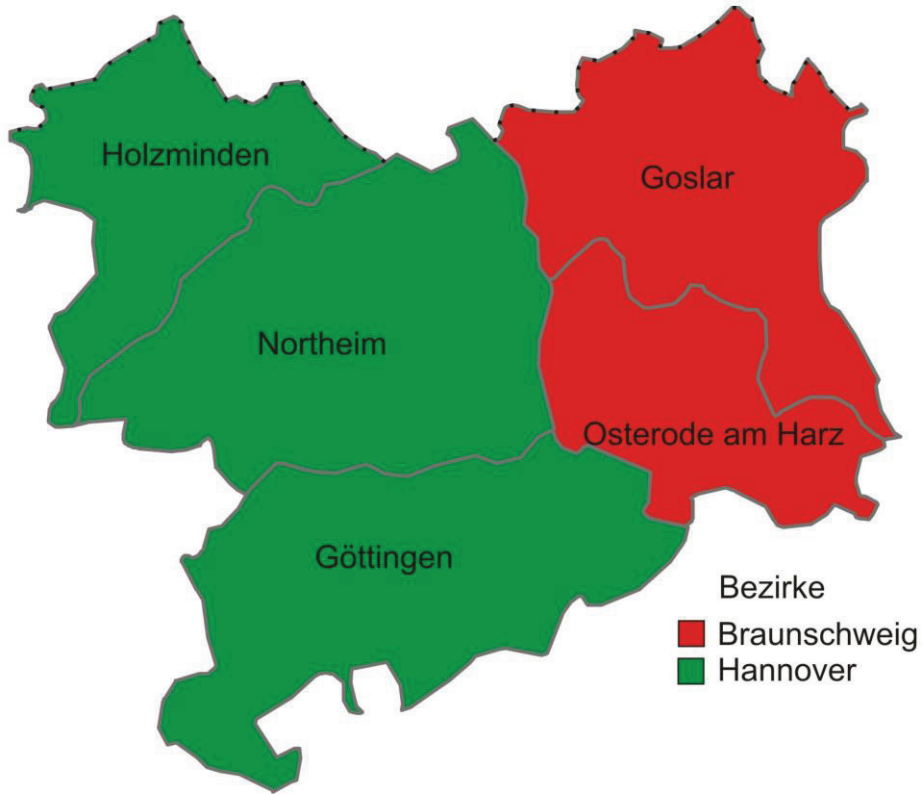 Holzminden
Goslar
Northeim
Osterode am Harz
Göttingen
Bezirke
Braunschweig
Hannover